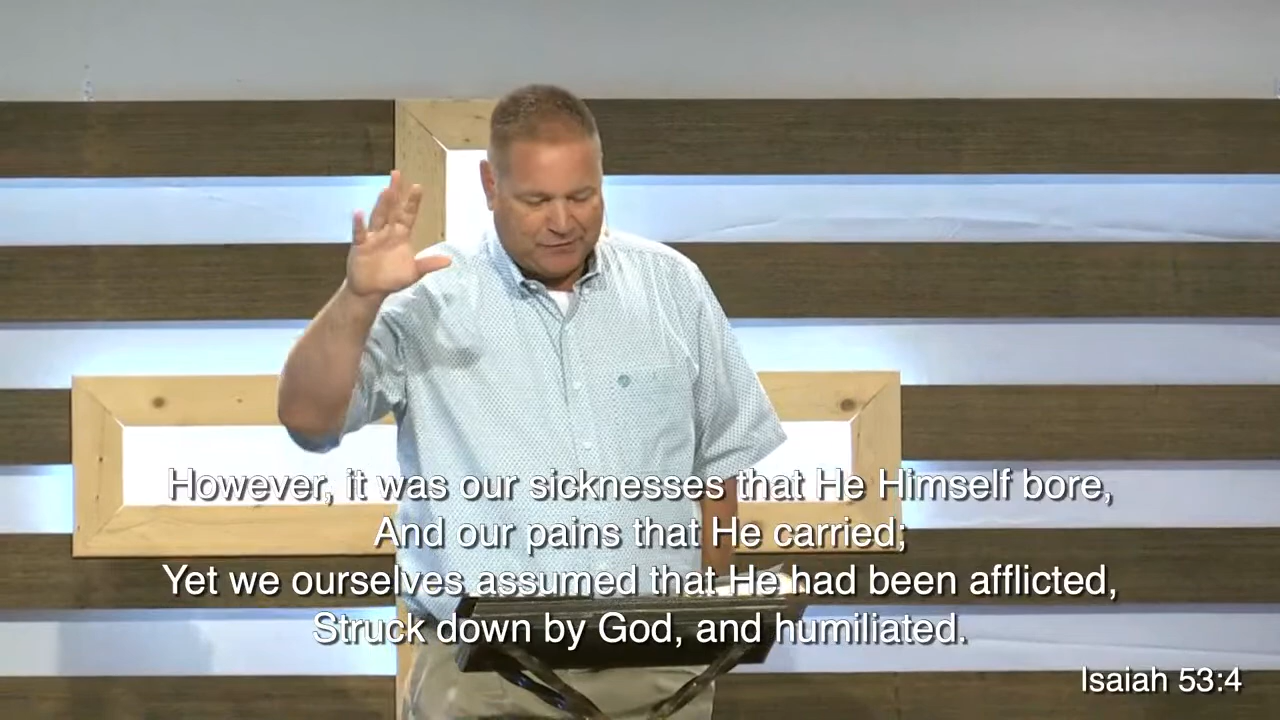 However, it was our sicknesses that He Himself bore,
And our pains that He carried;
Yet we ourselves assumed that He had been afflicted,
Struck down by God, and humiliated.
Isaiah 53:4